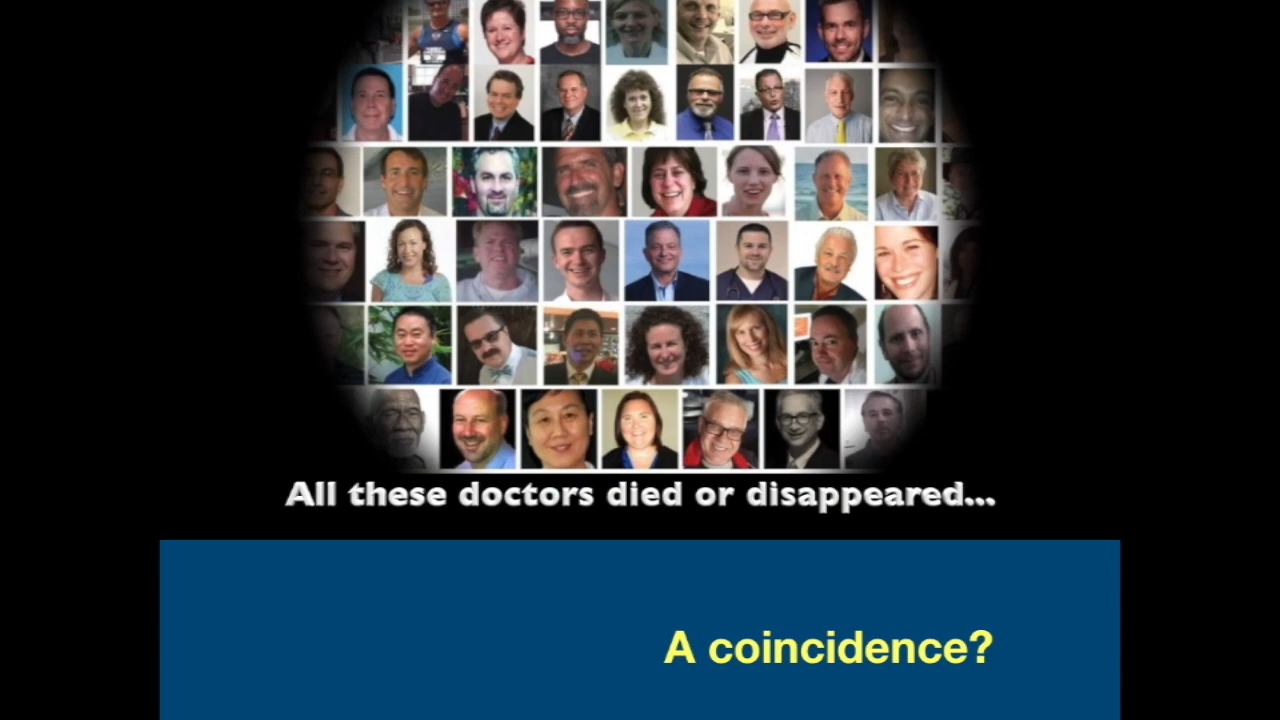 All these doctors died or disappeared...
A coincidence?